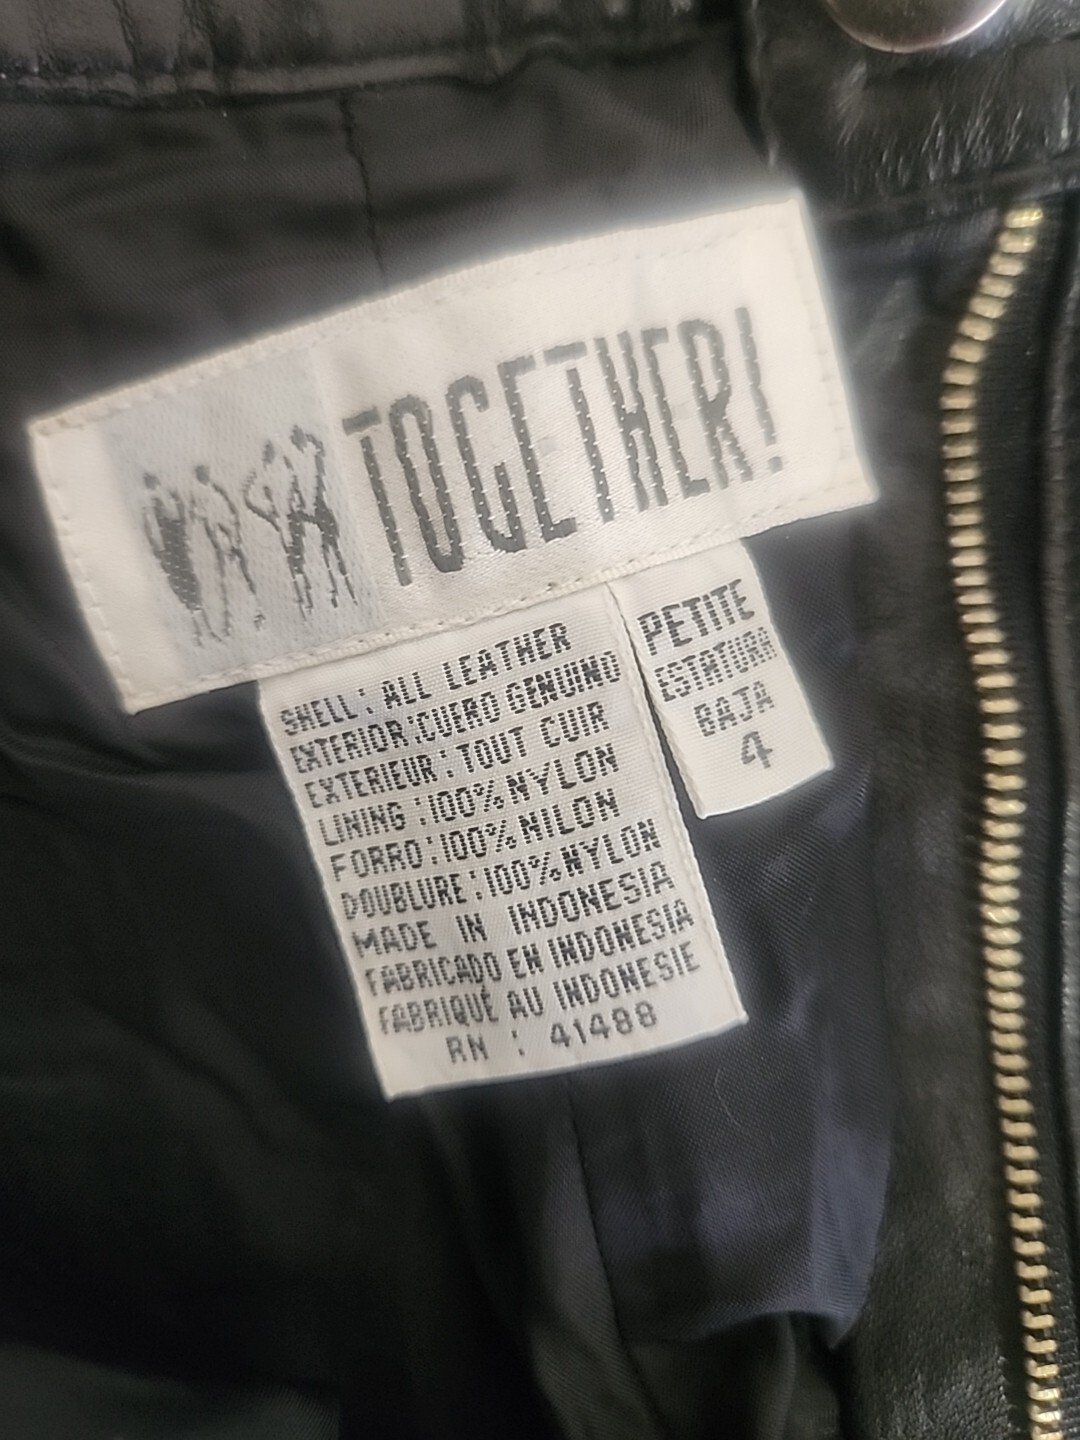 TOGETHER!
SHELL: ALL LEATHER
EXTERIOR: CUERO GENUINO
EXTERIEUR: TOUT CUIR
LINING: 100% NYLON
FORRO: 100% NILON
DOUBLURE: 100% NYLON
MADE IN INDONESIA
FABRICADO EN INDONESIA
FABRIQUÉ AU INDONESIE
RN : 41488
PETITE
ESTATURA
BAJA
4